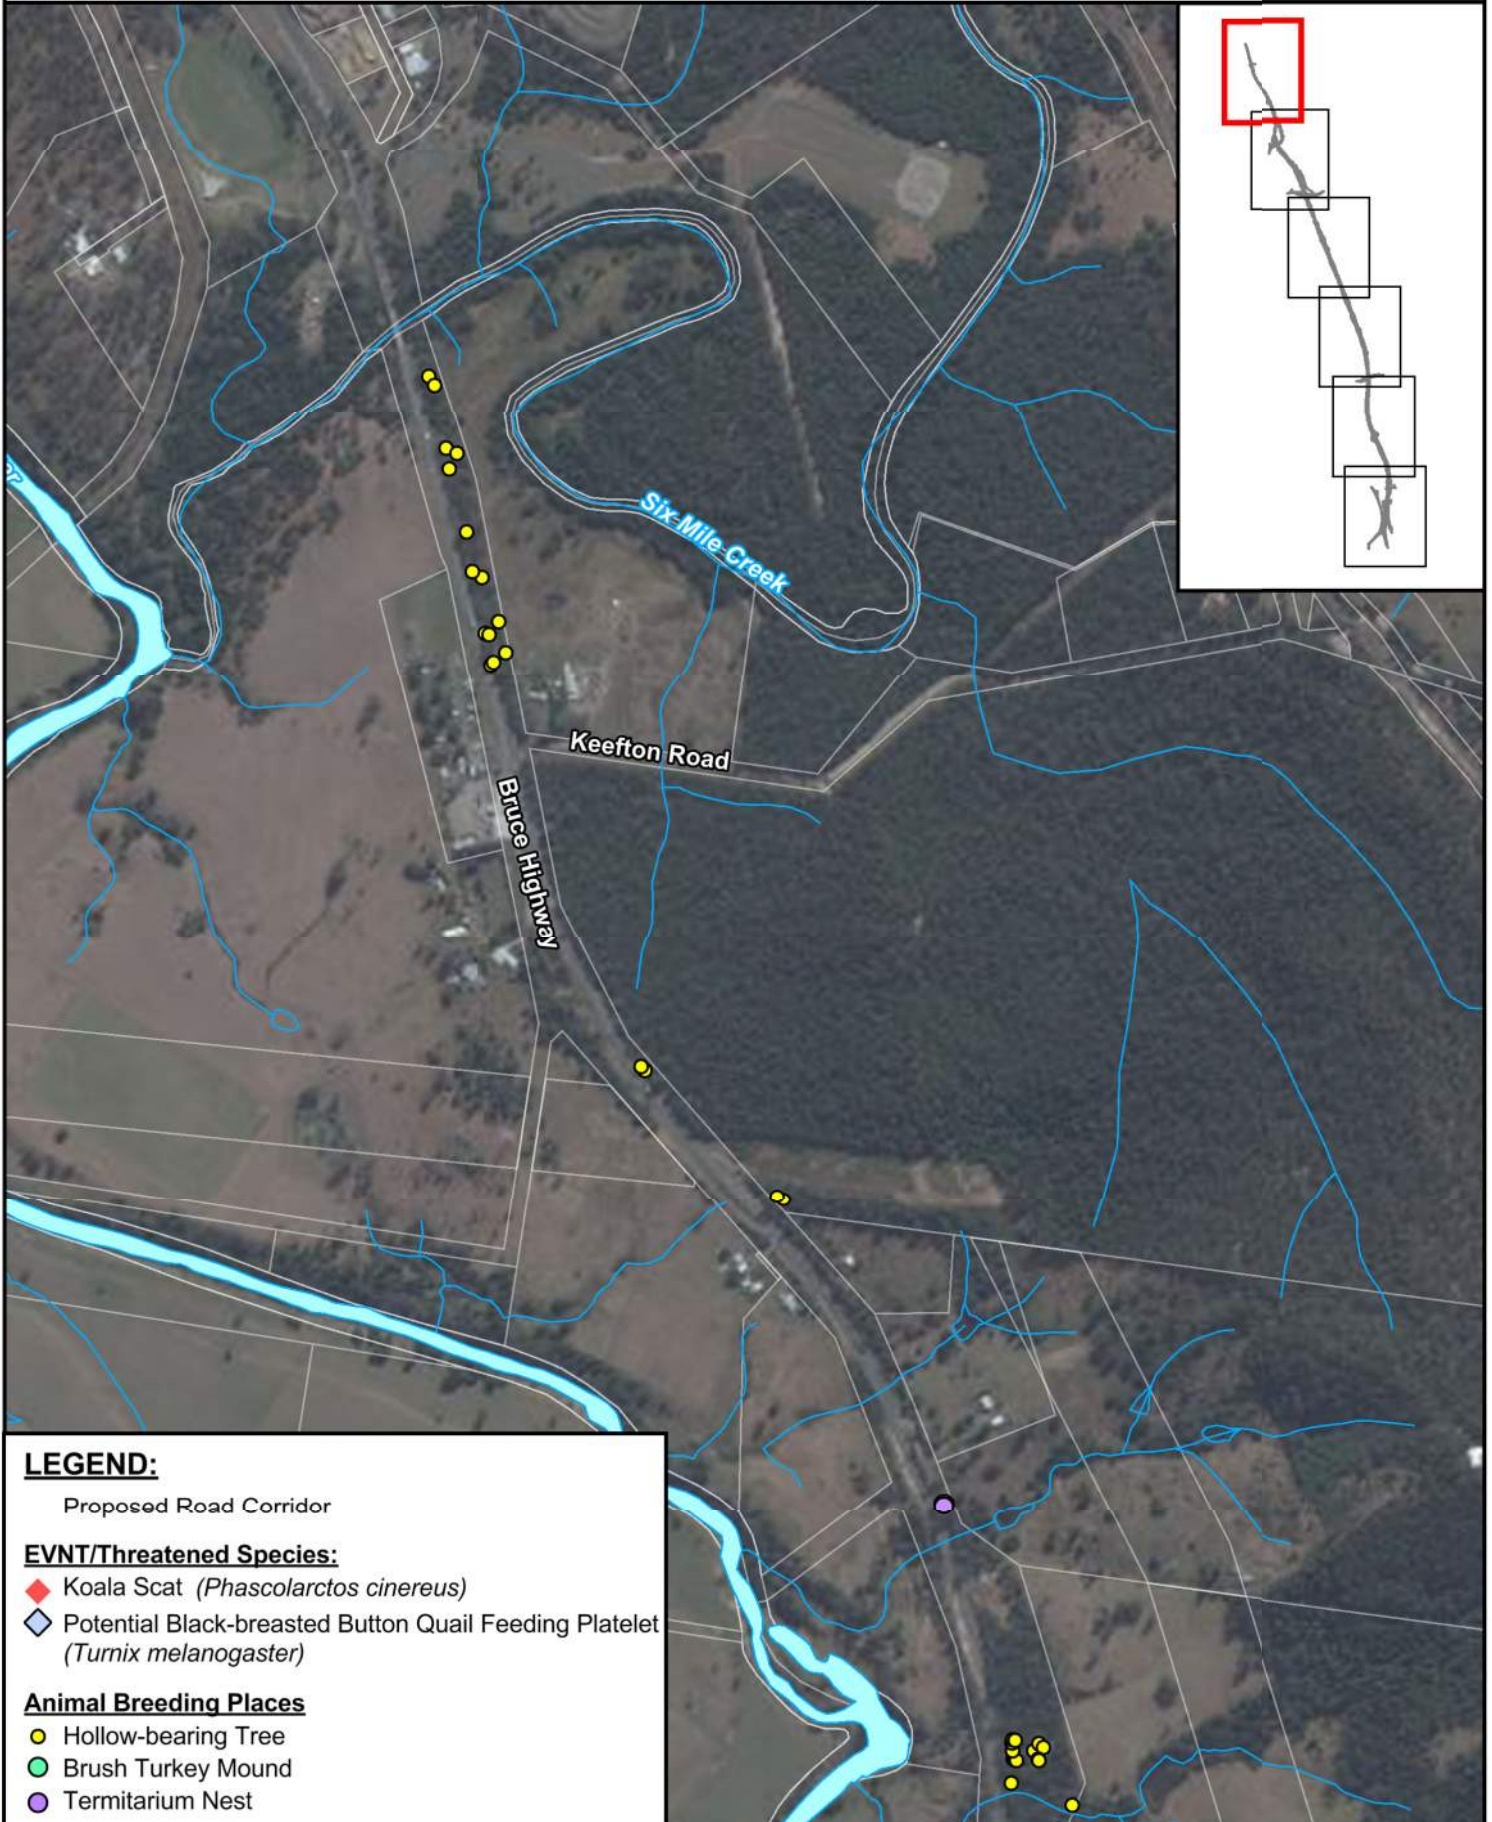 Six Mile Creek
Keefton Road
Bruce Highway
LEGEND:
Proposed Road Corridor
EVNT/Threatened Species:
Koala Scat (Phascolarctos cinereus)
Potential Black-breasted Button Quail Feeding Platelet
(Turnix melanogaster)
Animal Breeding Places
Hollow-bearing Tree
Brush Turkey Mound
Termitarium Nest